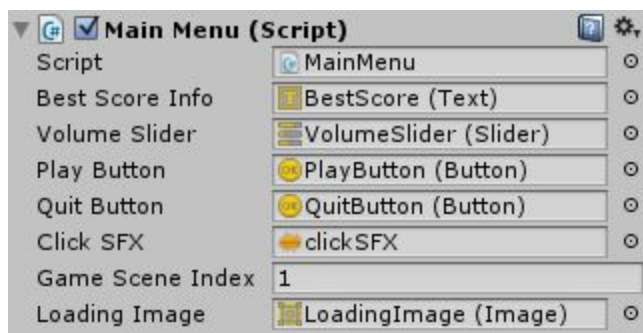 Main Menu (Script)
Script MainMenu
Best Score Info BestScore (Text)
Volume Slider VolumeSlider (Slider)
Play Button PlayButton (Button)
Quit Button QuitButton (Button)
Click SFX clickSFX
Game Scene Index 1
Loading Image LoadingImage (Image)